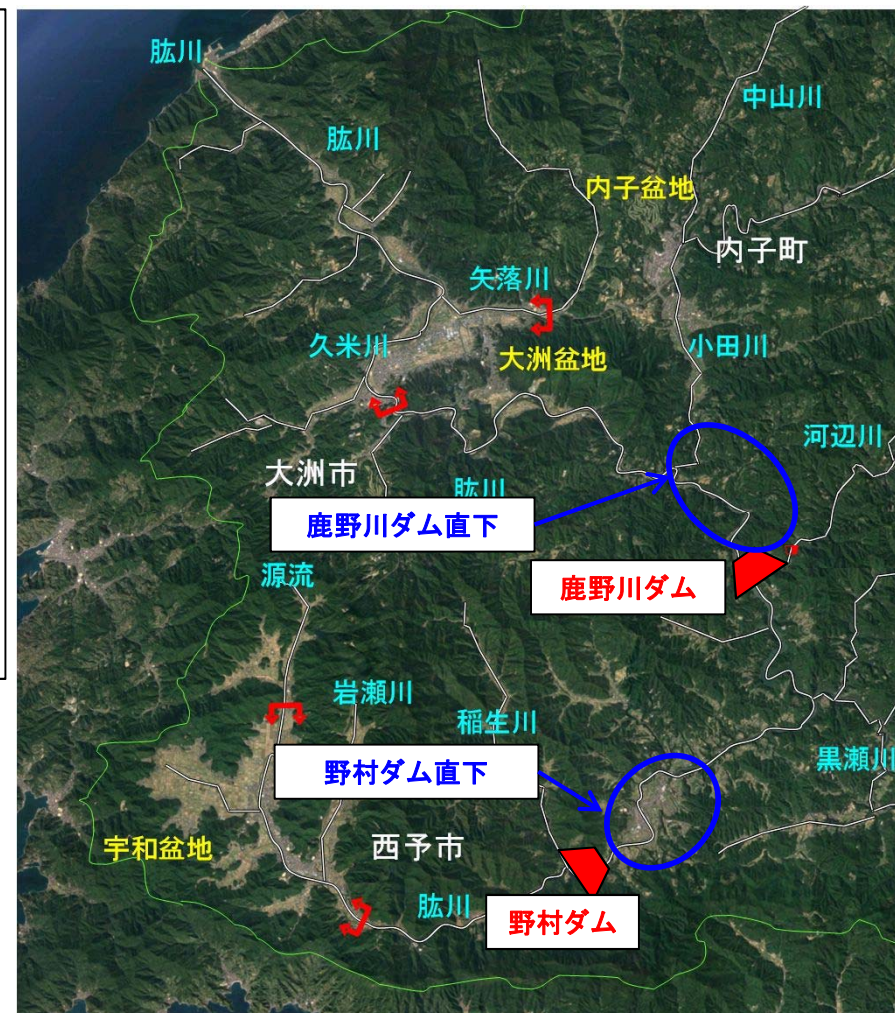 肱川
中山川
肱川
内子盆地
内子町
矢落川
久米川
大洲盆地
小田川
河辺川
大洲市
肱川
鹿野川ダム直下
源流
鹿野川ダム
岩瀬川
稲生川
野村ダム直下
黒瀬川
宇和盆地
西予市
肱川
野村ダム